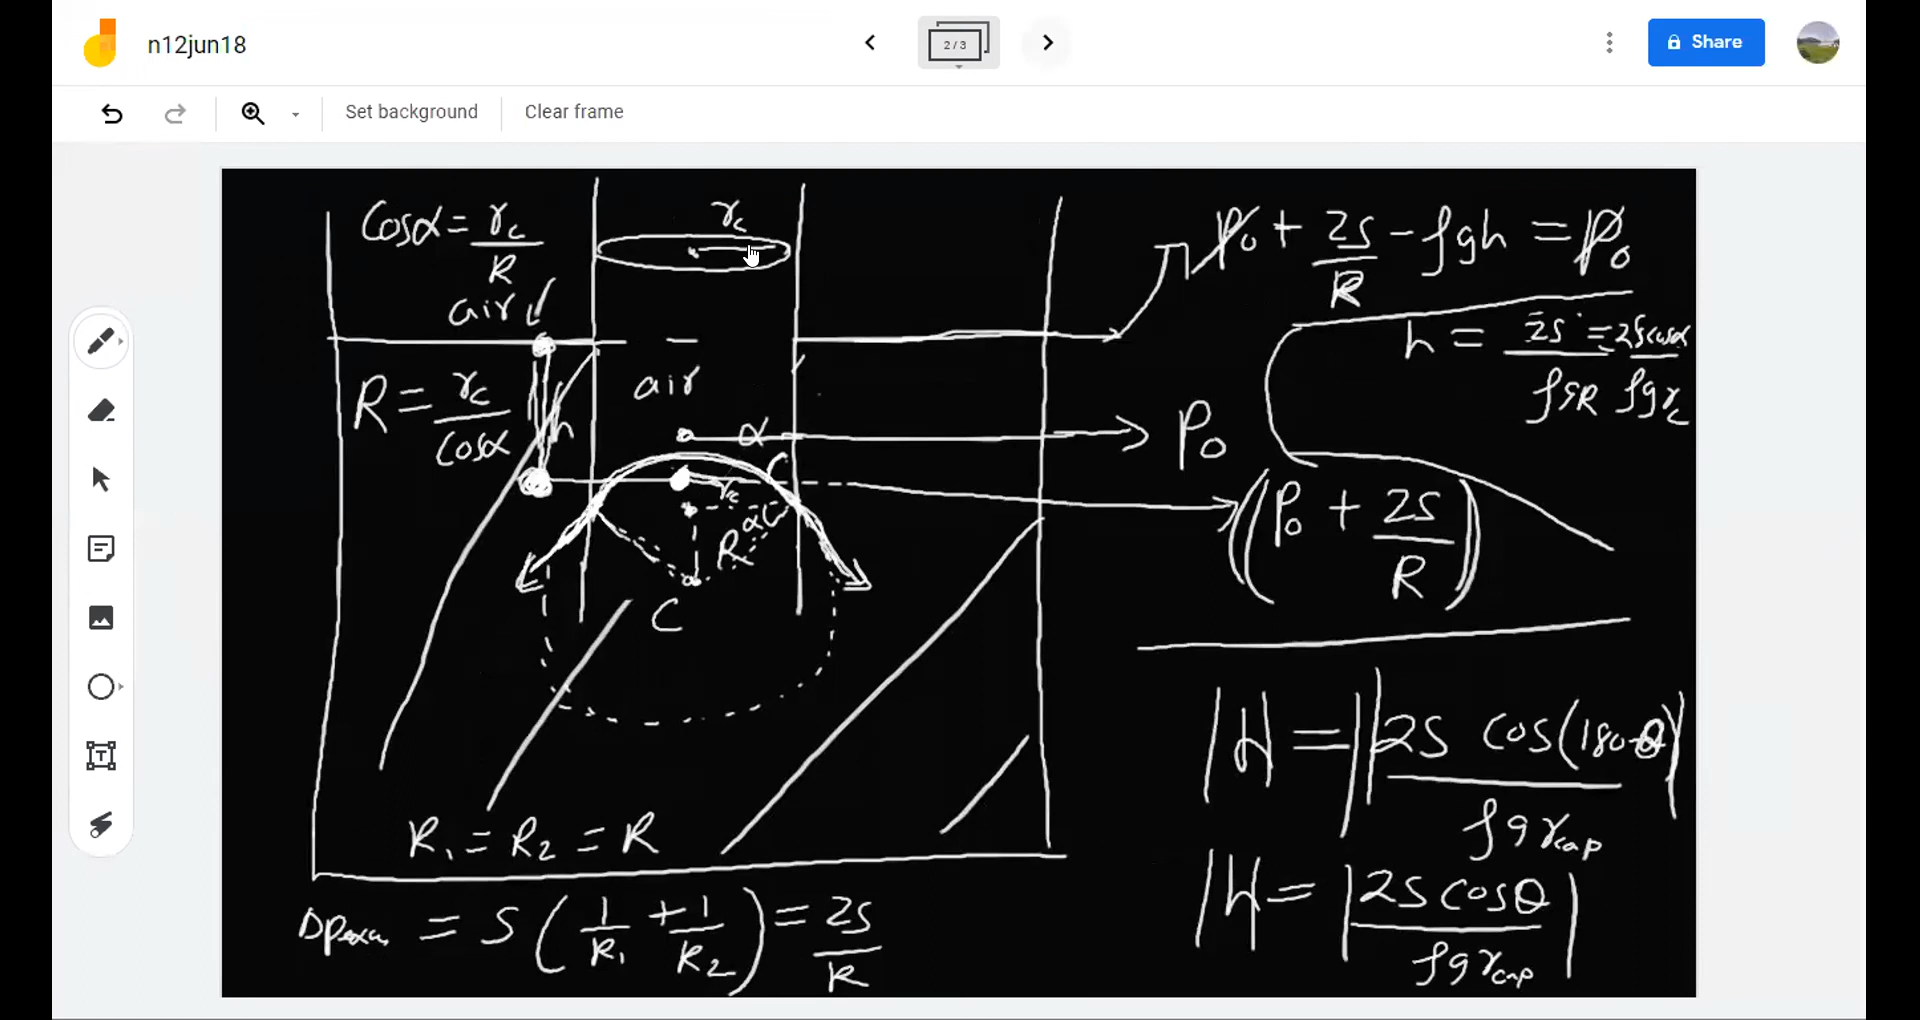 n12jun18
2 / 3
Share
Set background
Clear frame
Cosα = r_c / R
r_c
air
R = r_c / cosα
h
air
α
r_c
α
R
C
R₁ = R₂ = R
= S ( 1/R₁ + 1/R₂ ) = 2S/R
P₀ + 2S/R - ρgh = P₀
h = 2S / ρgR = 2S cosα / ρg r_c
P₀
( P₀ + 2S/R )
|H| = | 2S cos(180-θ) / ρg r_cap |
|H = | 2S cosθ / ρg r_cap |
T